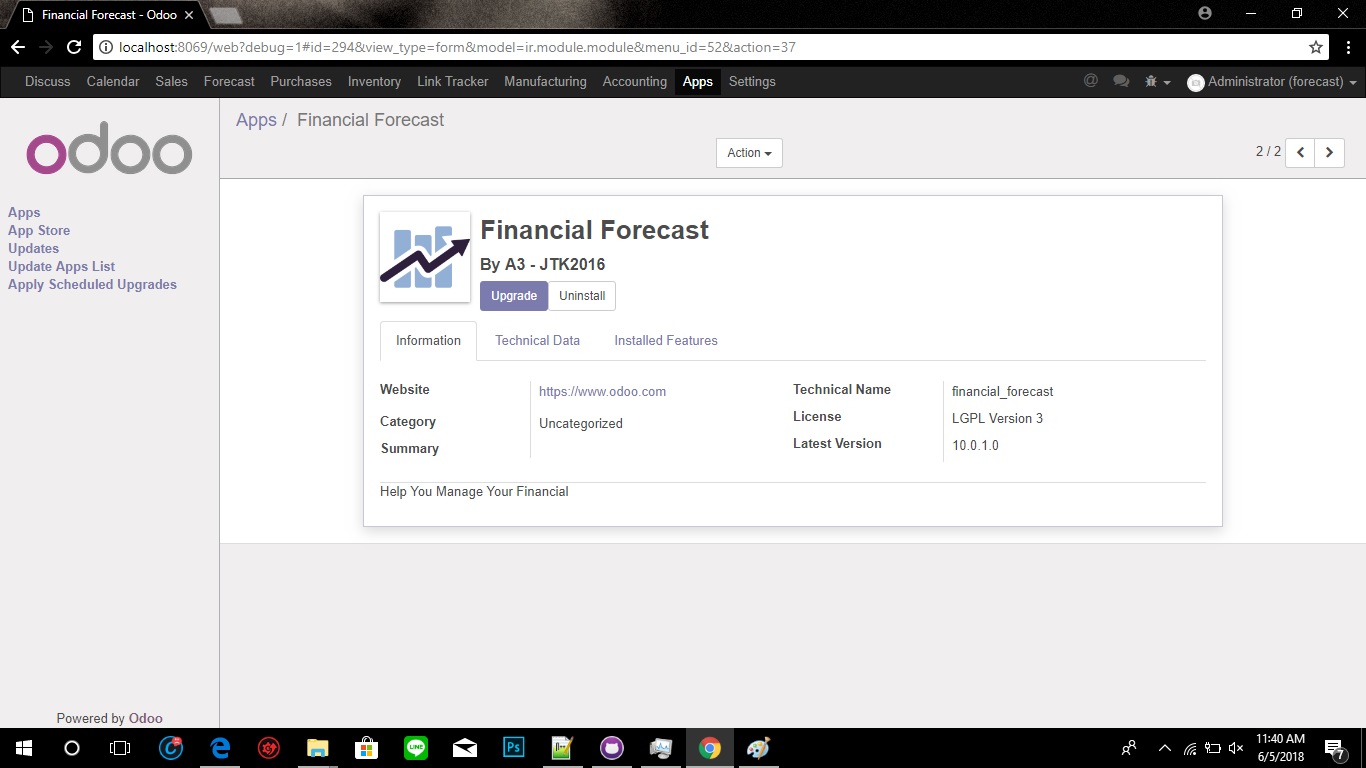 Financial Forecast - Odoo
localhost:8069/web?debug=1#id=294&view_type=form&model=ir.module.module&menu_id=52&action=37
Discuss Calendar Sales Forecast Purchases Inventory Link Tracker Manufacturing Accounting Apps Settings @ Administrator (forecast)
odoo
Apps / Financial Forecast
Action
2 / 2
Apps
App Store
Updates
Update Apps List
Apply Scheduled Upgrades
Financial Forecast
By A3 - JTK2016
Upgrade Uninstall
Information Technical Data Installed Features
Website https://www.odoo.com
Category Uncategorized
Summary
Technical Name financial_forecast
License LGPL Version 3
Latest Version 10.0.1.0
Help You Manage Your Financial
Powered by Odoo
LINE
Ps
11:40 AM
6/5/2018
7